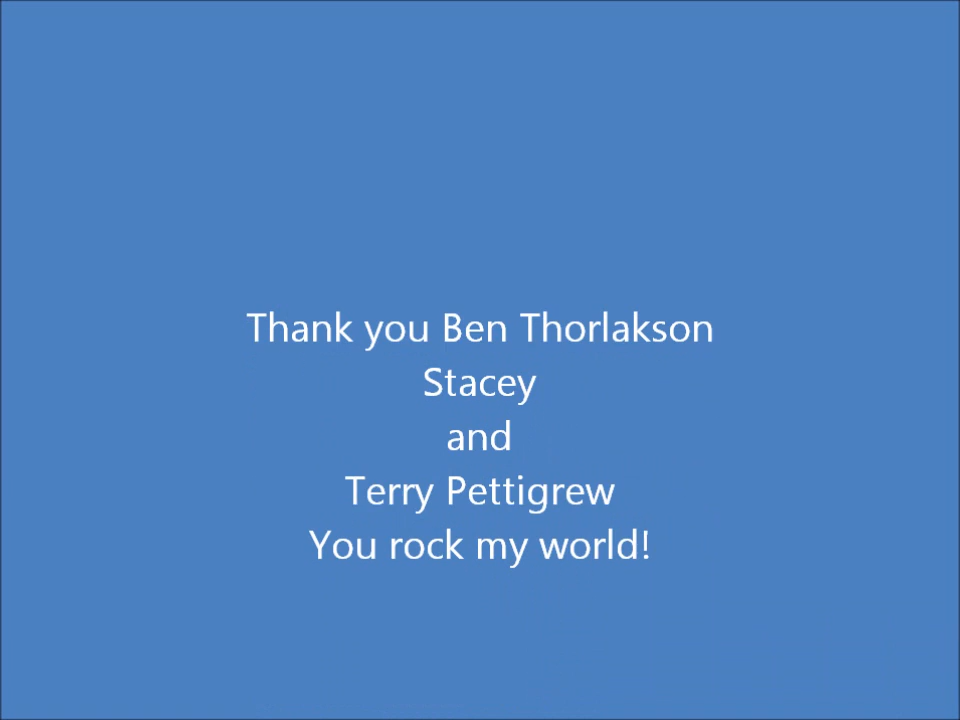 Thank you Ben Thorlakson
Stacey
and
Terry Pettigrew
You rock my world!